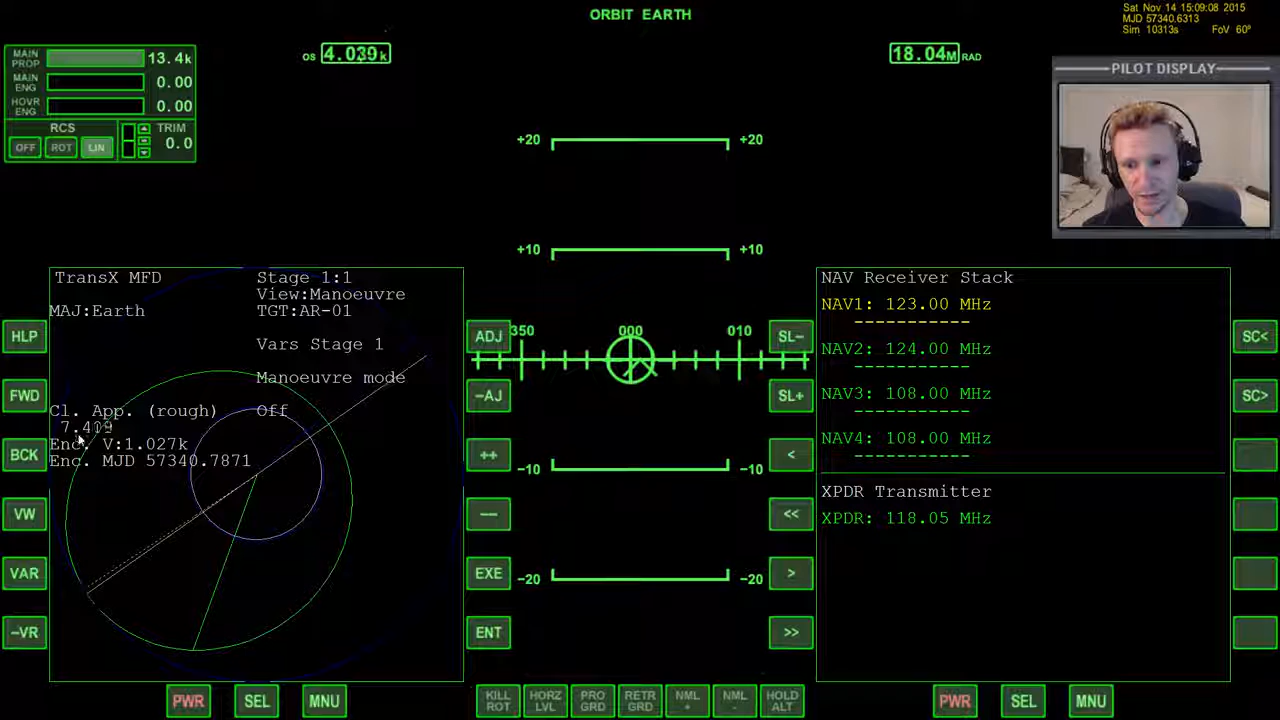 ORBIT EARTH
Sat Nov 14 15:09:08 2015
MJD 57340.6313
Sim 10313s FoV 60°
MAIN PROP 13.4k
MAIN ENG 0.00
HOVR ENG 0.00
RCS TRIM
OFF ROT LIN 0.0
OS 4.039k
18.04M RAD
PILOT DISPLAY
+20 +20
+10 +10
350 000 010
-10 -10
-20 -20
TransX MFD Stage 1:1
View:Manoeuvre
MAJ:Earth TGT:AR-01
Vars Stage 1
Manoeuvre mode
Cl. App. (rough) Off
Enc. V:1.027k
Enc. MJD 57340.7871
HLP
FWD
BCK
VW
VAR
-VR
ADJ
-AJ
++
--
EXE
ENT
PWR SEL MNU
KILL ROT
HORZ LVL
PRO GRD
RETR GRD
NML +
NML -
HOLD ALT
SL-
SL+
<
<<
>
>>
NAV Receiver Stack
NAV1: 123.00 MHz
-----------
NAV2: 124.00 MHz
-----------
NAV3: 108.00 MHz
-----------
NAV4: 108.00 MHz
-----------
XPDR Transmitter
XPDR: 118.05 MHz
SC<
SC>
PWR SEL MNU